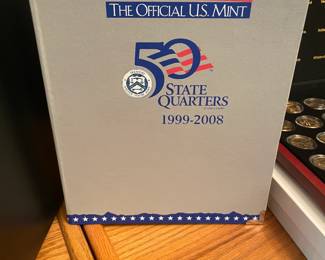 THE OFFICIAL U.S. MINT
50
STATE
QUARTERS
1999-2008